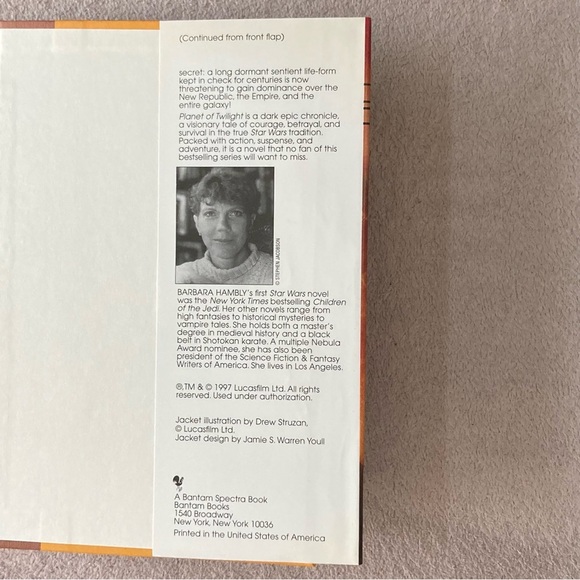 (Continued from front flap)
secret: a long dormant sentient life-form
kept in check for centuries is now
threatening to gain dominance over the
New Republic, the Empire, and the
entire galaxy!
Planet of Twilight is a dark epic chronicle,
a visionary tale of courage, betrayal, and
survival in the true Star Wars tradition.
Packed with action, suspense, and
adventure, it is a novel that no fan of this
bestselling series will want to miss.
© STEPHEN JACOBSON
BARBARA HAMBLY's first Star Wars novel
was the New York Times bestselling Children
of the Jedi. Her other novels range from
high fantasies to historical mysteries to
vampire tales. She holds both a master's
degree in medieval history and a black
belt in Shotokan karate. A multiple Nebula
Award nominee, she has also been
president of the Science Fiction & Fantasy
Writers of America. She lives in Los Angeles.
®,TM & © 1997 Lucasfilm Ltd. All rights
reserved. Used under authorization.
Jacket illustration by Drew Struzan,
© Lucasfilm Ltd.
Jacket design by Jamie S. Warren Youll
A Bantam Spectra Book
Bantam Books
1540 Broadway
New York, New York 10036
Printed in the United States of America